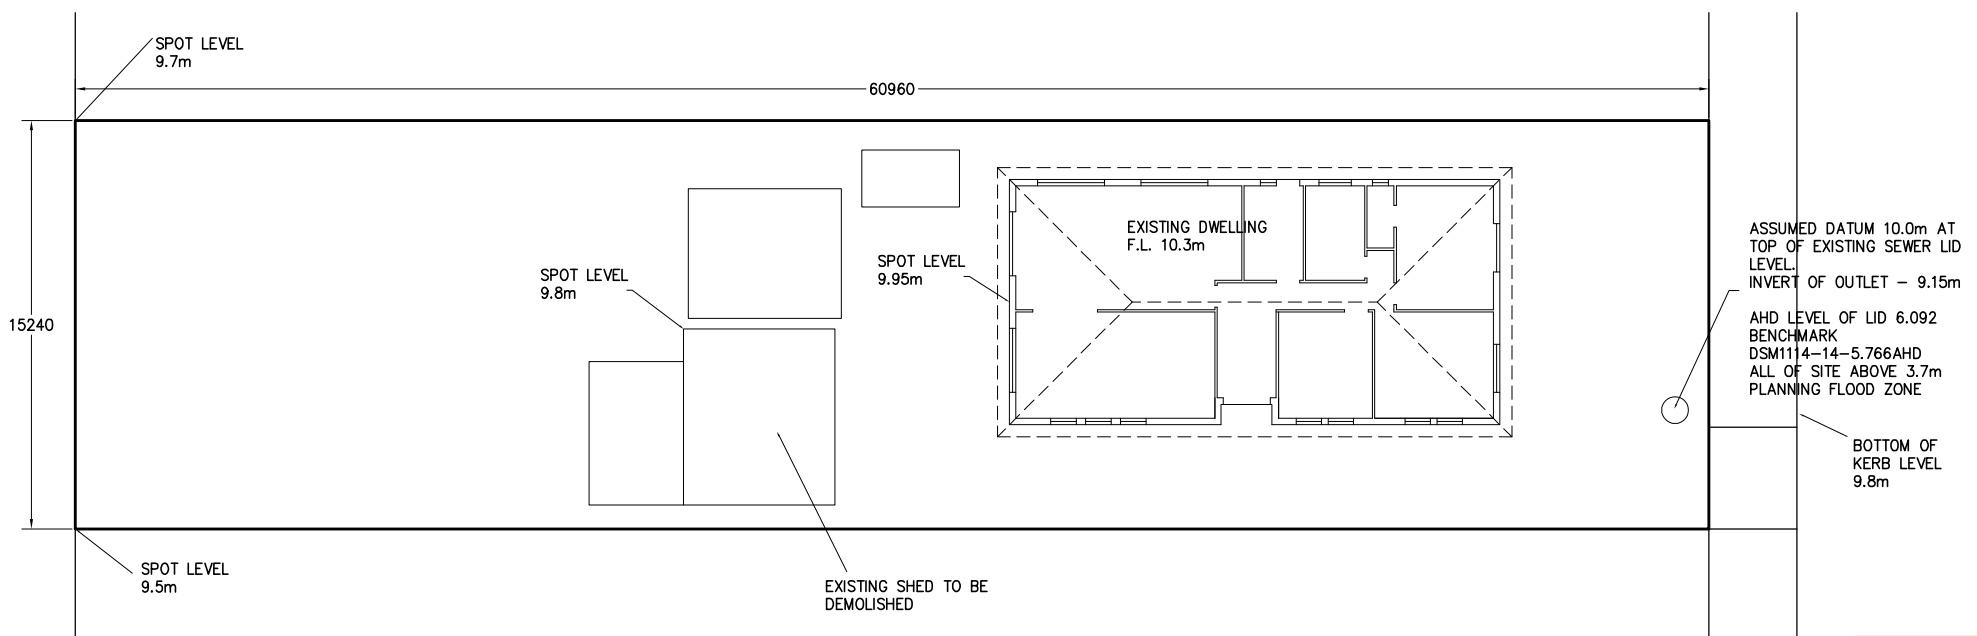 SPOT LEVEL
9.7m
60960
15240
EXISTING DWELLING
F.L. 10.3m
SPOT LEVEL
9.95m
SPOT LEVEL
9.8m
ASSUMED DATUM 10.0m AT
TOP OF EXISTING SEWER LID
LEVEL.
INVERT OF OUTLET - 9.15m
AHD LEVEL OF LID 6.092
BENCHMARK
DSM1114-14-5.766AHD
ALL OF SITE ABOVE 3.7m
PLANNING FLOOD ZONE
BOTTOM OF
KERB LEVEL
9.8m
SPOT LEVEL
9.5m
EXISTING SHED TO BE
DEMOLISHED